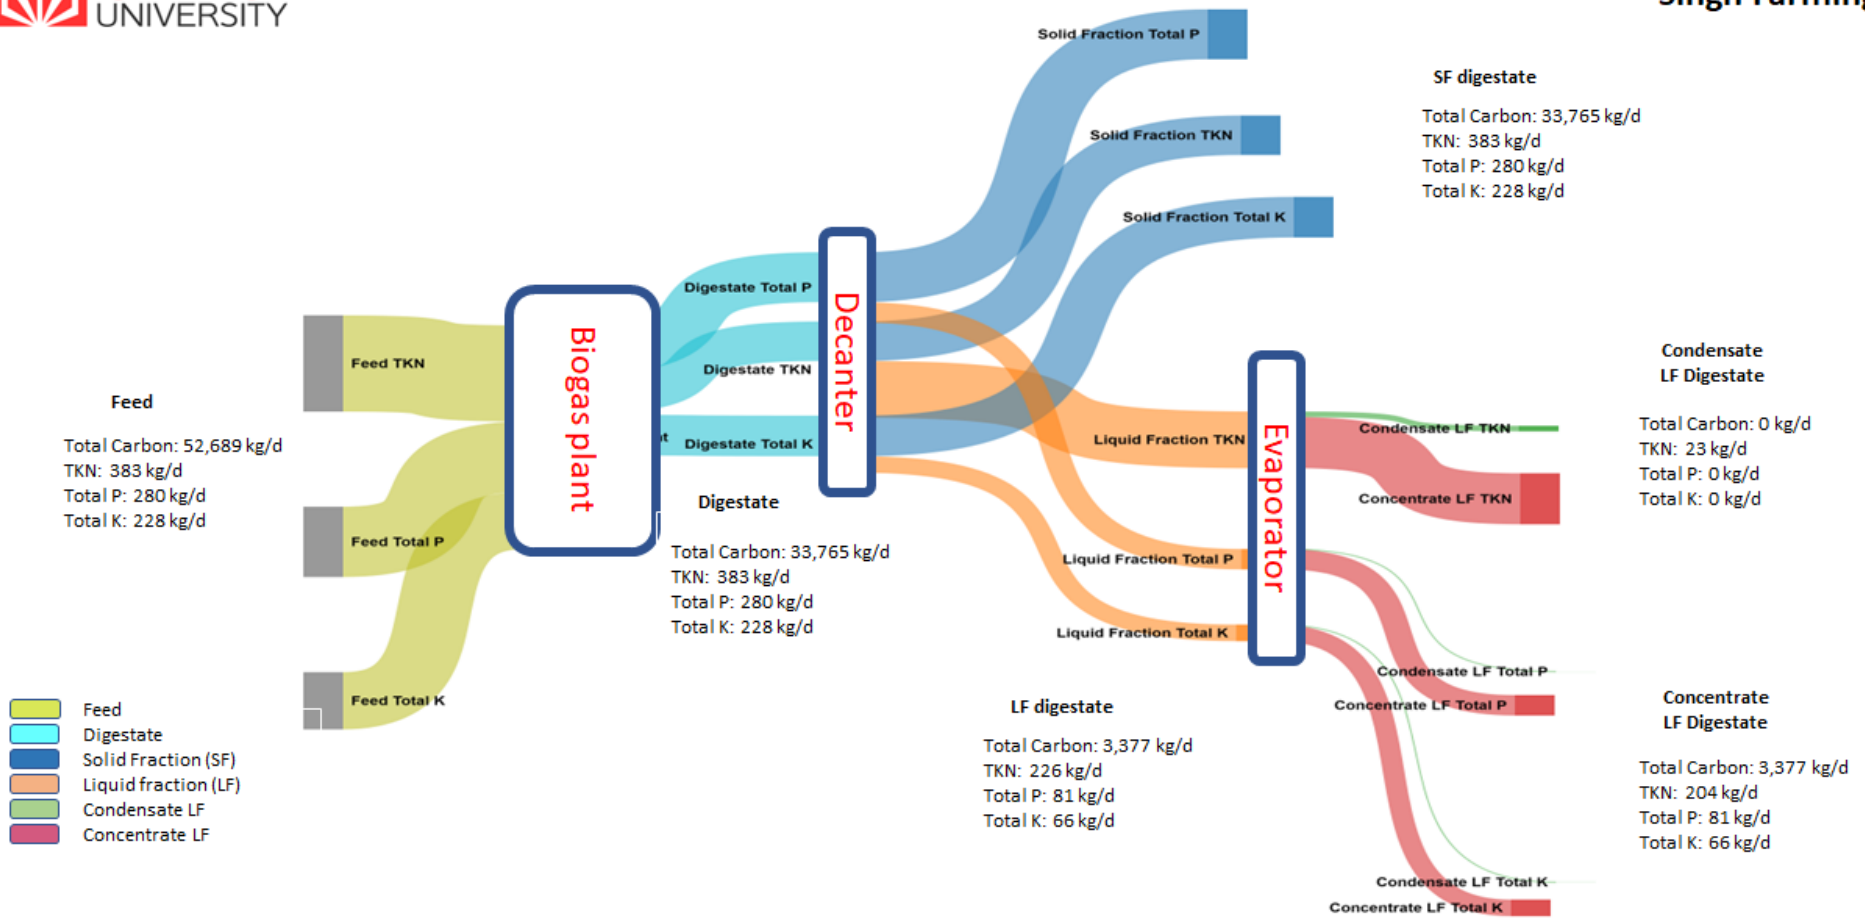 UNIVERSITY
Solid Fraction Total P
SF digestate
Total Carbon: 33,765 kg/d
TKN: 383 kg/d
Total P: 280 kg/d
Total K: 228 kg/d
Solid Fraction TKN
Solid Fraction Total K
Digestate Total P
Digestate TKN
Digestate Total K
Decanter
Biogas plant
Feed TKN
Feed Total P
Feed Total K
Feed
Total Carbon: 52,689 kg/d
TKN: 383 kg/d
Total P: 280 kg/d
Total K: 228 kg/d
Digestate
Total Carbon: 33,765 kg/d
TKN: 383 kg/d
Total P: 280 kg/d
Total K: 228 kg/d
Liquid Fraction TKN
Liquid Fraction Total P
Liquid Fraction Total K
Evaporator
Condensate LF TKN
Concentrate LF TKN
Condensate LF Total P
Concentrate LF Total P
Condensate LF Total K
Concentrate LF Total K
Condensate
LF Digestate
Total Carbon: 0 kg/d
TKN: 23 kg/d
Total P: 0 kg/d
Total K: 0 kg/d
LF digestate
Total Carbon: 3,377 kg/d
TKN: 226 kg/d
Total P: 81 kg/d
Total K: 66 kg/d
Concentrate
LF Digestate
Total Carbon: 3,377 kg/d
TKN: 204 kg/d
Total P: 81 kg/d
Total K: 66 kg/d
Feed
Digestate
Solid Fraction (SF)
Liquid fraction (LF)
Condensate LF
Concentrate LF